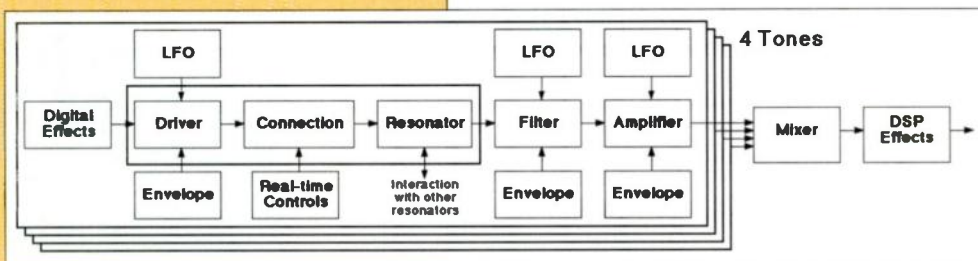 LFO
LFO
LFO
4 Tones
Digital
Effects
Driver
Connection
Resonator
Filter
Amplifier
Mixer
DSP
Effects
Envelope
Real-time
Controls
Interaction
with other
resonators
Envelope
Envelope